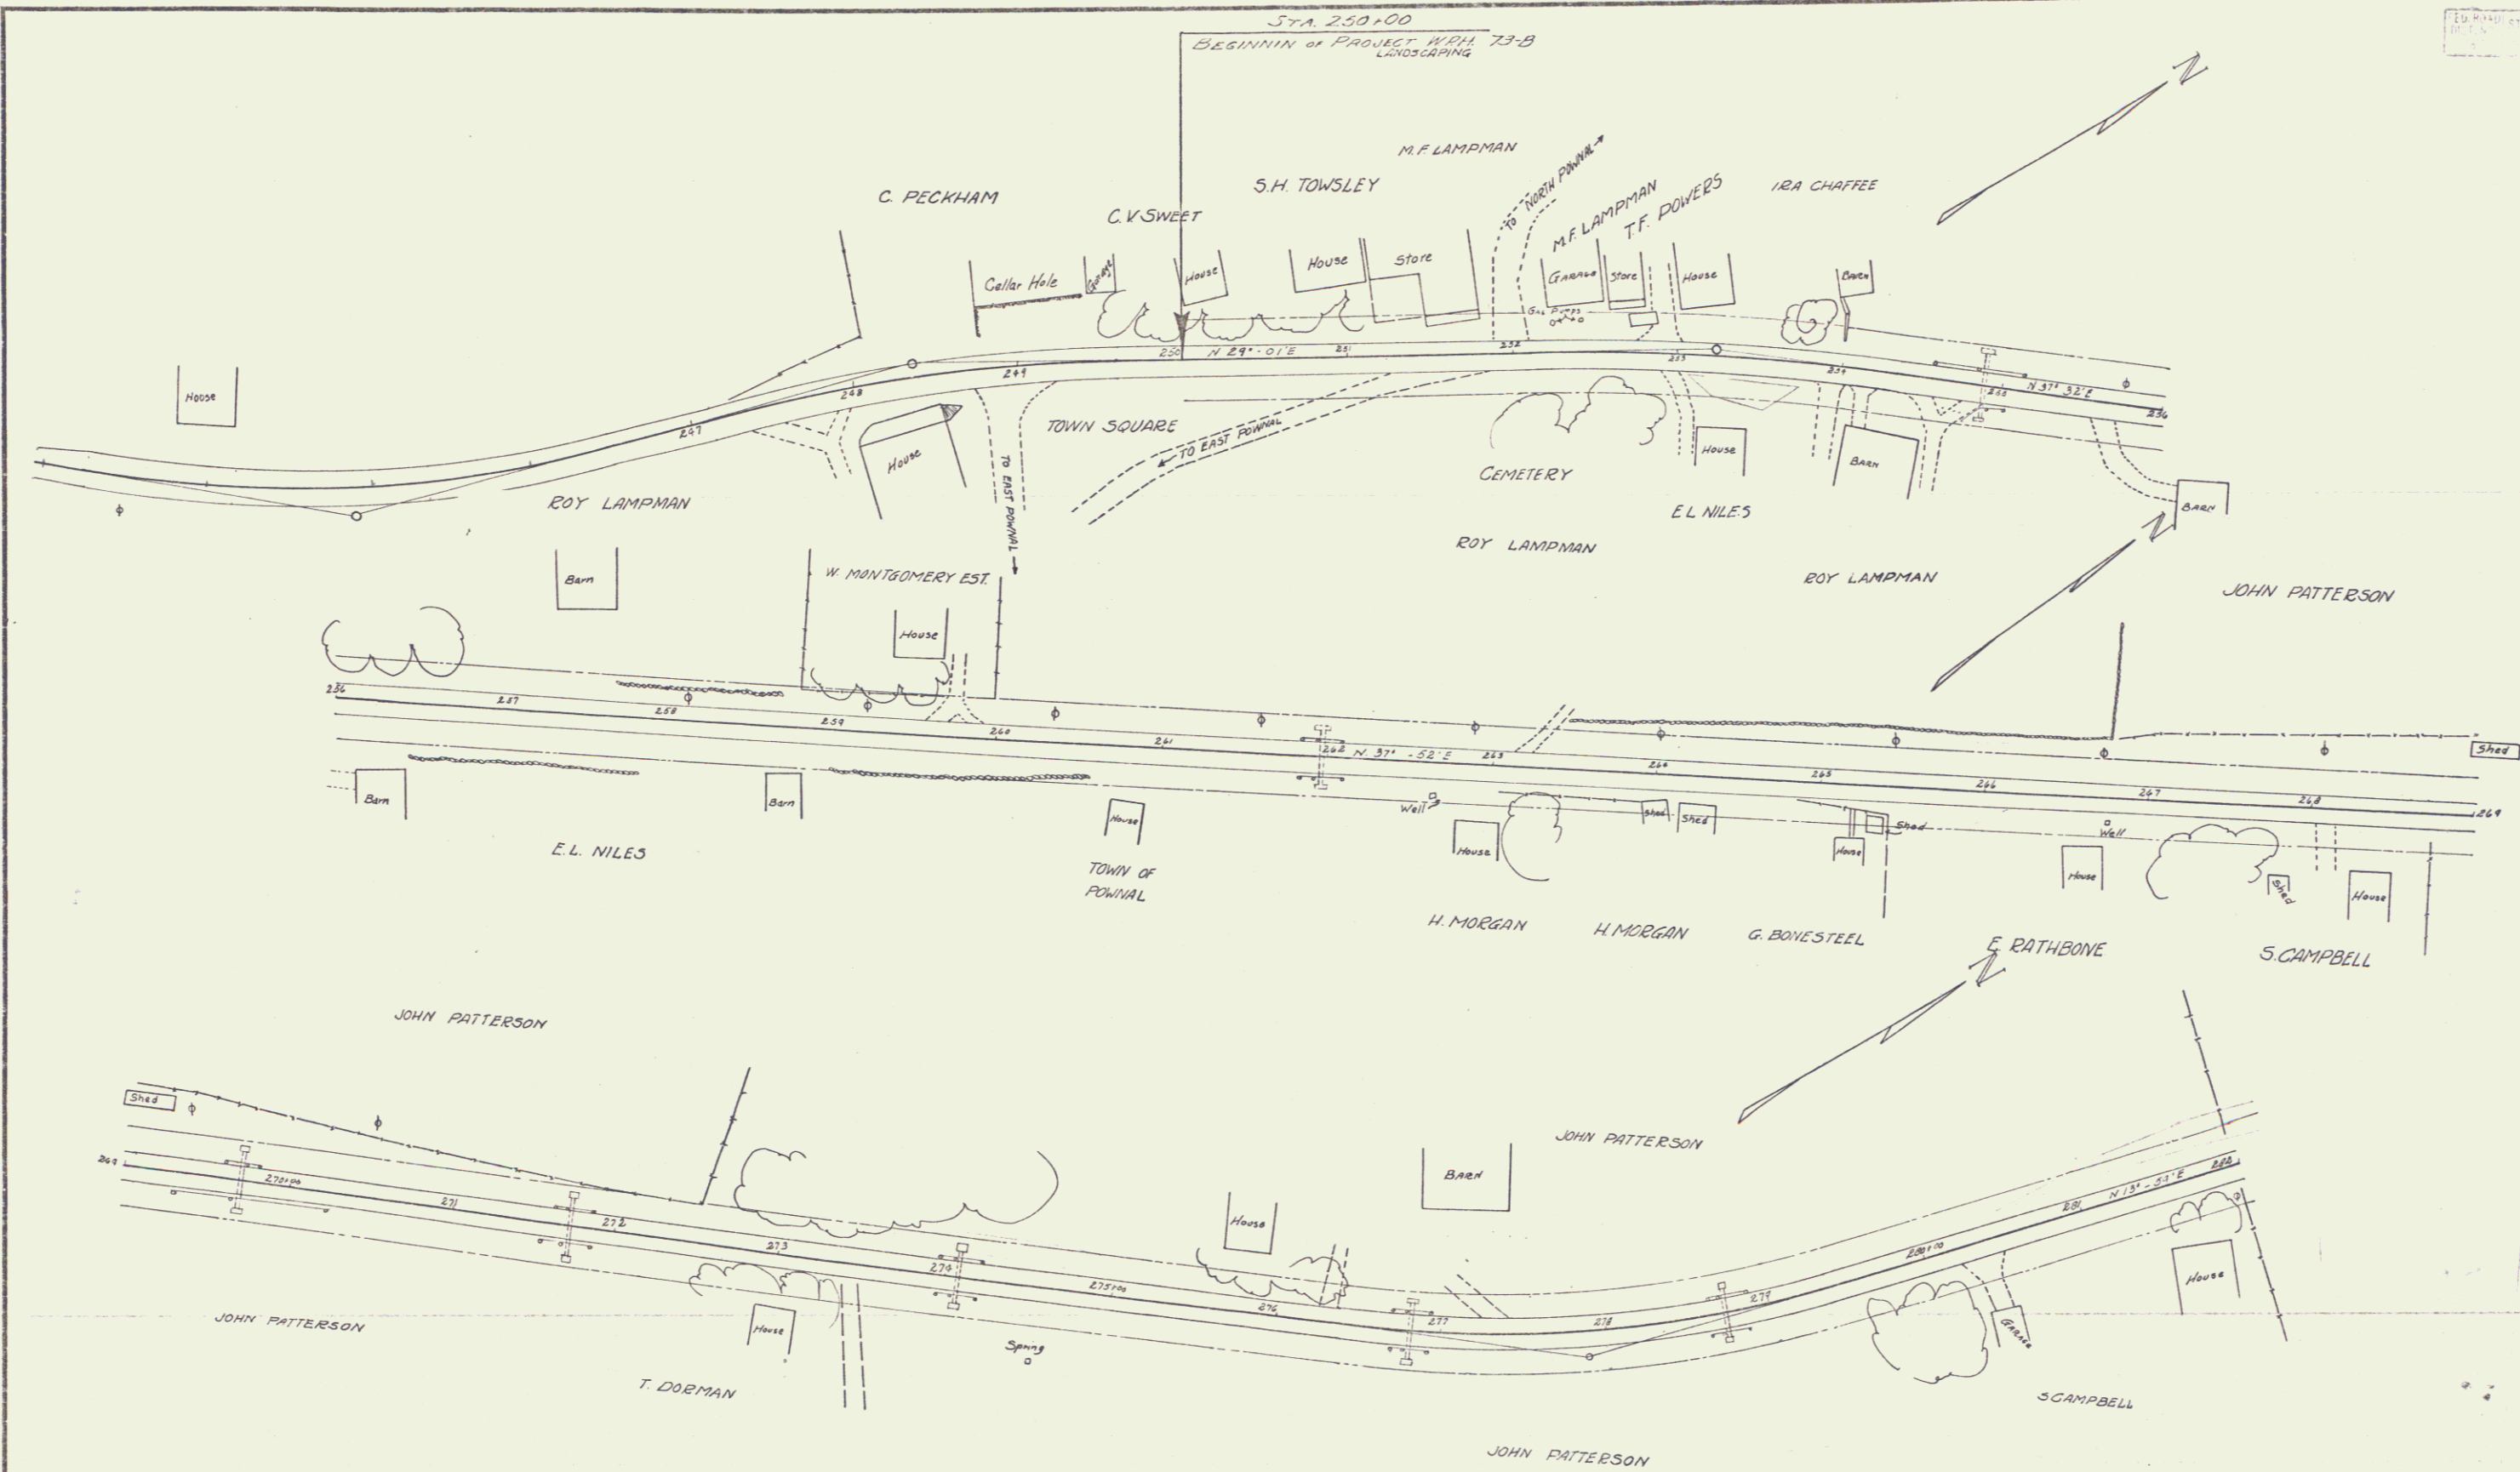 STA. 250+00
BEGINNIN OF PROJECT W.P.H. 73-B
LANDSCAPING
N
M.F. LAMPMAN
C. PECKHAM
S.H. TOWSLEY
C.V. SWEET
TO NORTH POWNAL
M.F. LAMPMAN
T.F. POWERS
IRA CHAFFEE
Cellar Hole
Garage
House
House
Store
GARAGE
Store
House
BARN
Gas Pumps
House
247
248
249
250
N 29°-01'E
251
252
253
254
255
N 37° 32'E
256
House
TOWN SQUARE
TO EAST POWNAL
TO EAST POWNAL
CEMETERY
House
BARN
BARN
ROY LAMPMAN
E L NILES
ROY LAMPMAN
ROY LAMPMAN
N
JOHN PATTERSON
Barn
W. MONTGOMERY EST.
House
256
257
258
259
260
261
262
N. 37° - 52' E
263
264
265
266
267
268
269
Shed
Barn
Barn
House
Well
House
Shed
Shed
Shed
House
Well
House
Shed
House
E.L. NILES
TOWN OF
POWNAL
H. MORGAN
H. MORGAN
G. BONESTEEL
E. RATHBONE
S. CAMPBELL
N
JOHN PATTERSON
Shed
JOHN PATTERSON
BARN
House
269
270+00
271
272
273
274
275+00
276
277
278
279
280+00
281
N 13° - 53' E
282
House
House
GARAGE
Spring
JOHN PATTERSON
T. DORMAN
S CAMPBELL
JOHN PATTERSON